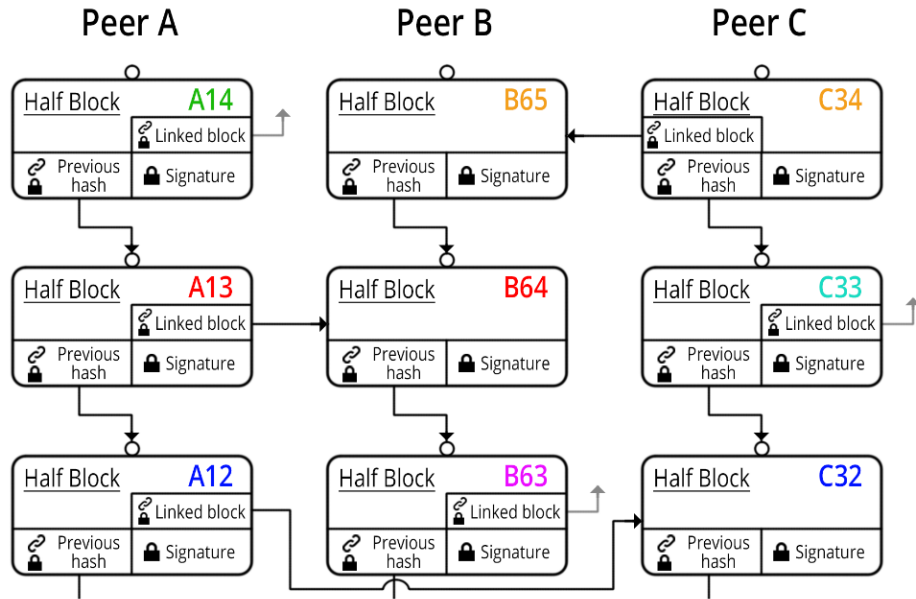 Peer A
Peer B
Peer C
Half Block A14
Linked block
Previous
hash
Signature
Half Block B65
Previous
hash
Signature
Half Block C34
Linked block
Previous
hash
Signature
Half Block A13
Linked block
Previous
hash
Signature
Half Block B64
Previous
hash
Signature
Half Block C33
Linked block
Previous
hash
Signature
Half Block A12
Linked block
Previous
hash
Signature
Half Block B63
Linked block
Previous
hash
Signature
Half Block C32
Previous
hash
Signature